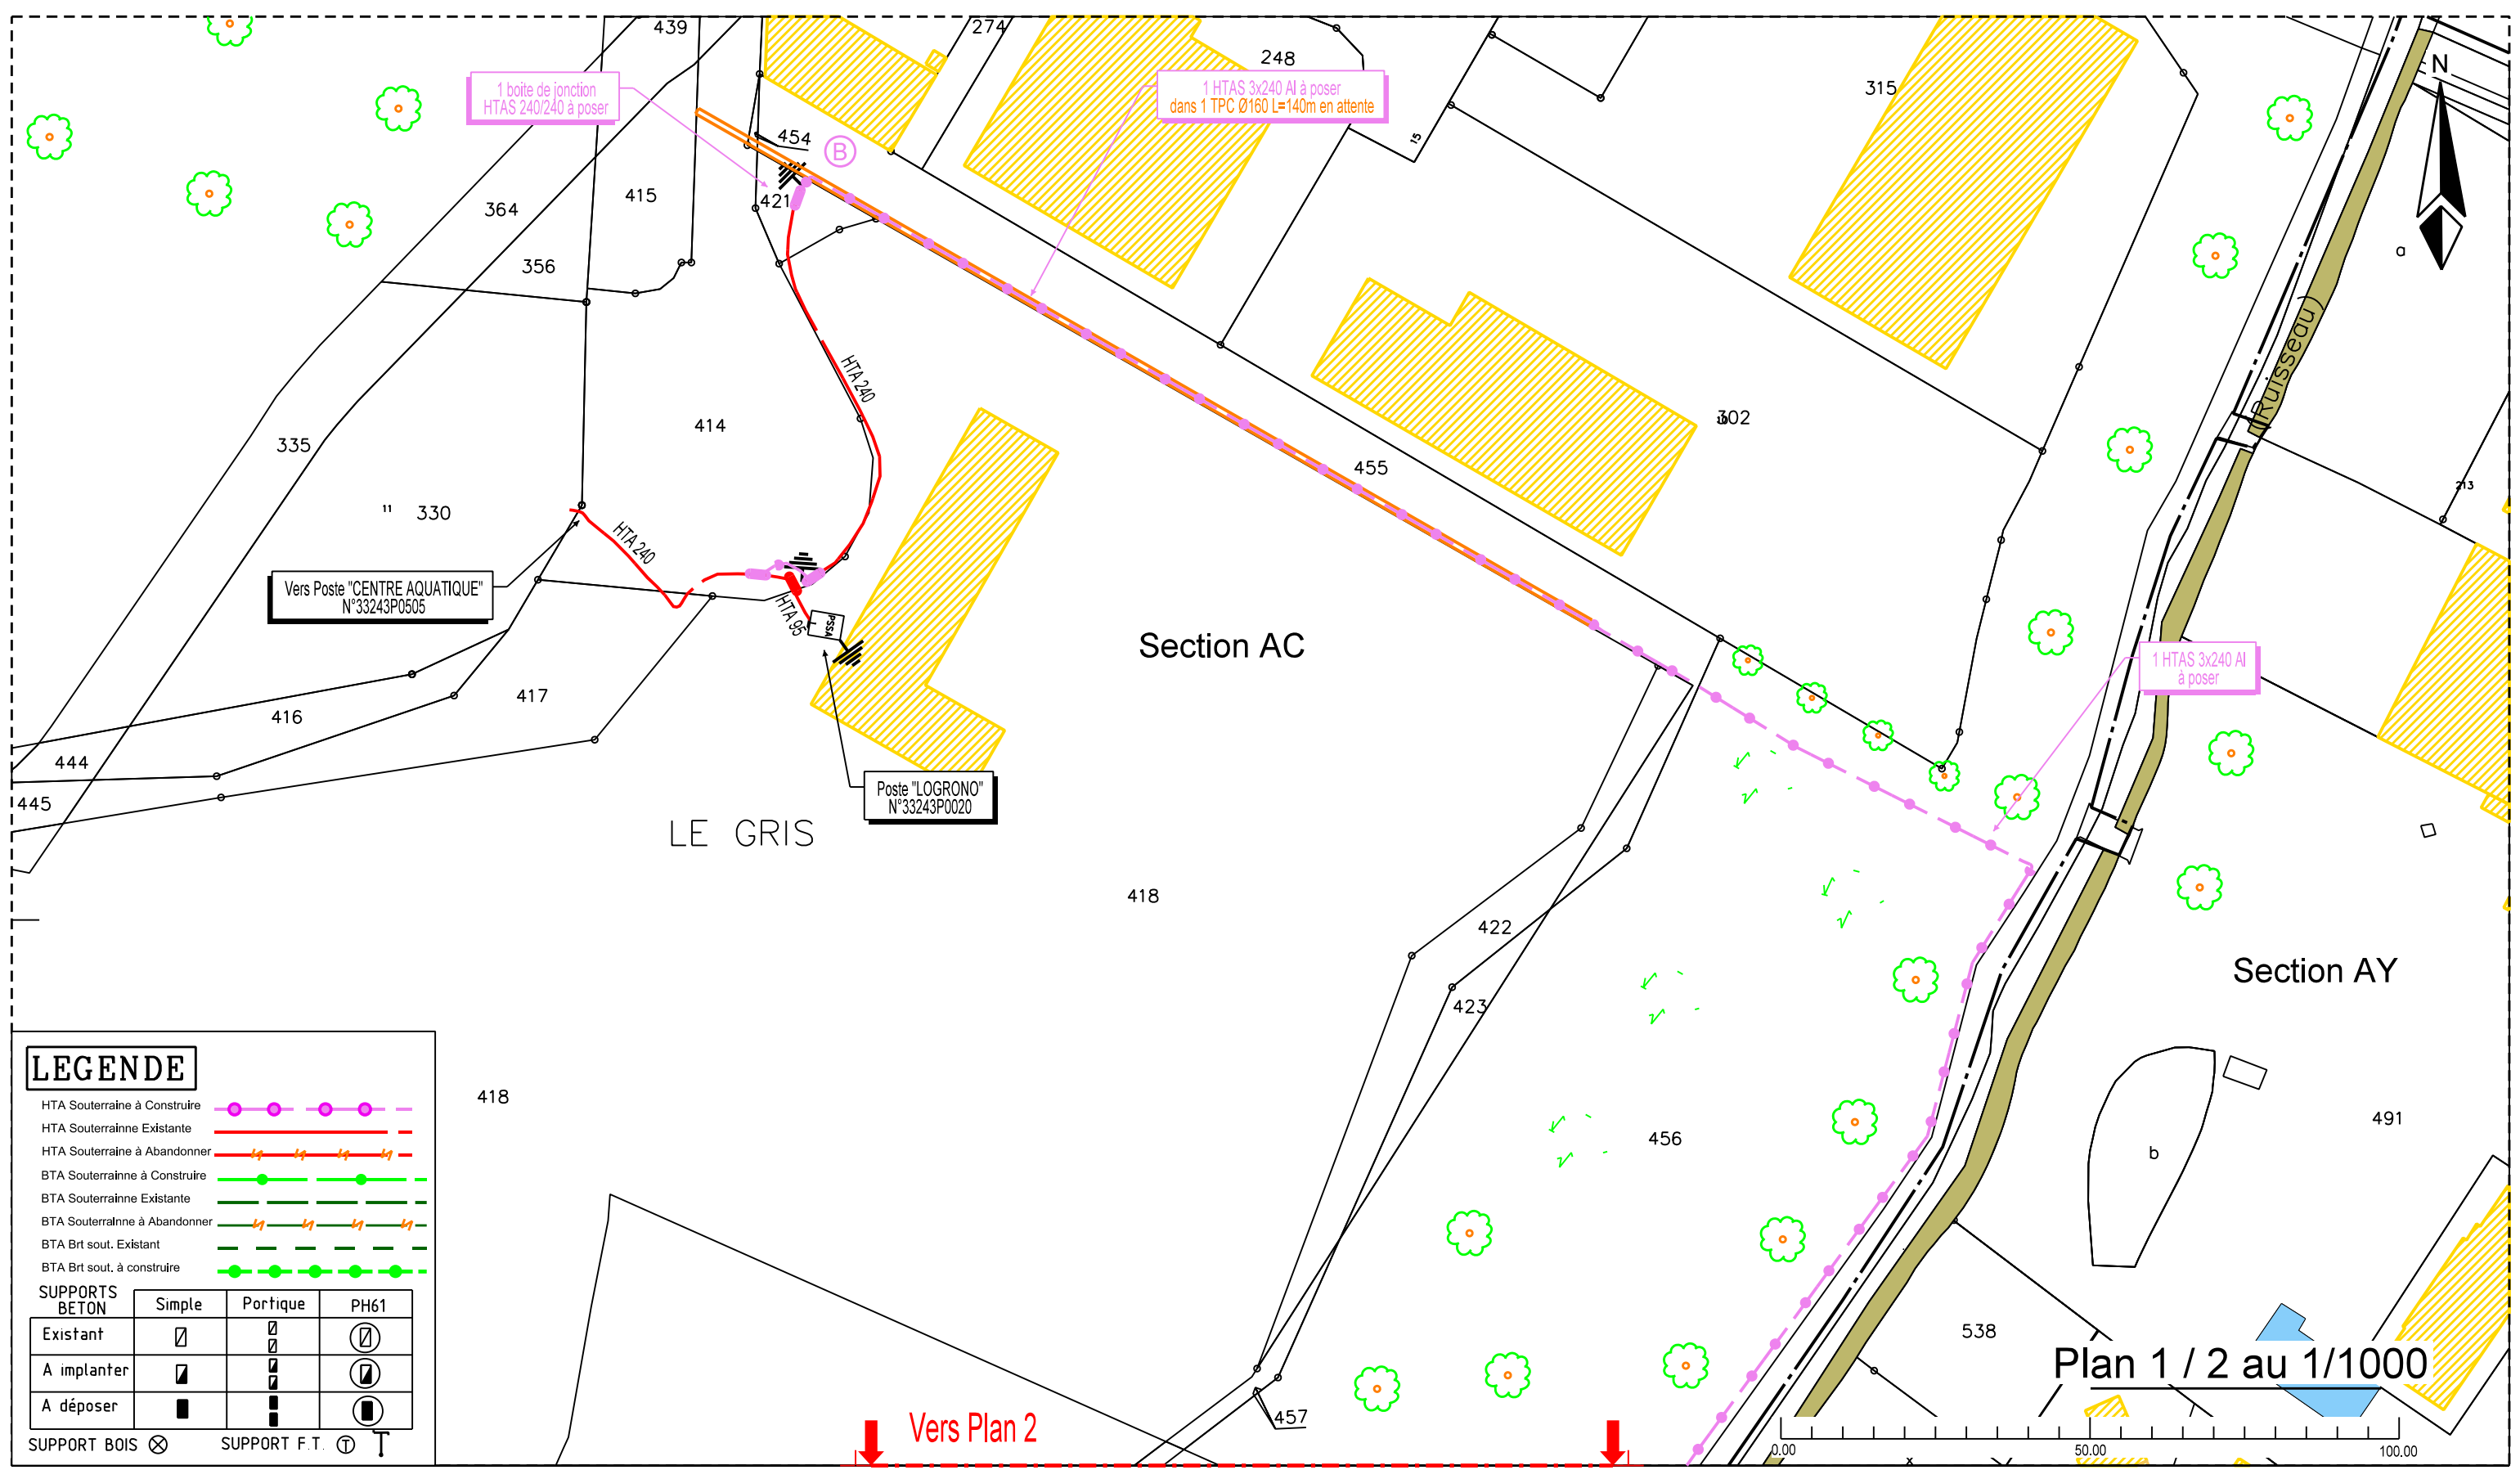 439
274
248
315
N
1 boite de jonction
HTAS 240/240 à poser
1 HTAS 3x240 Al à poser
dans 1 TPC Ø160 L=140m en attente
454
B
15
415
421
364
356
a
(Ruisseau)
HTA 240
414
302
335
455
213
11
330
HTA 240
Vers Poste "CENTRE AQUATIQUE"
N°33243P0505
HTA 95
PSSA
Section AC
1 HTAS 3x240 Al
à poser
417
416
444
445
Poste "LOGRONO"
N°33243P0020
LE GRIS
418
422
423
Section AY
418
456
491
b
538
457
LEGENDE
HTA Souterraine à Construire
HTA Souterrainne Existante
HTA Souterraine à Abandonner
BTA Souterrainne à Construire
BTA Souterrainne Existante
BTA Souterrainne à Abandonner
BTA Brt sout. Existant
BTA Brt sout. à construire
SUPPORTS
BETON
Simple
Portique
PH61
Existant
A implanter
A déposer
SUPPORT BOIS
SUPPORT F.T.
T
Vers Plan 2
Plan 1 / 2 au 1/1000
0.00
50.00
100.00